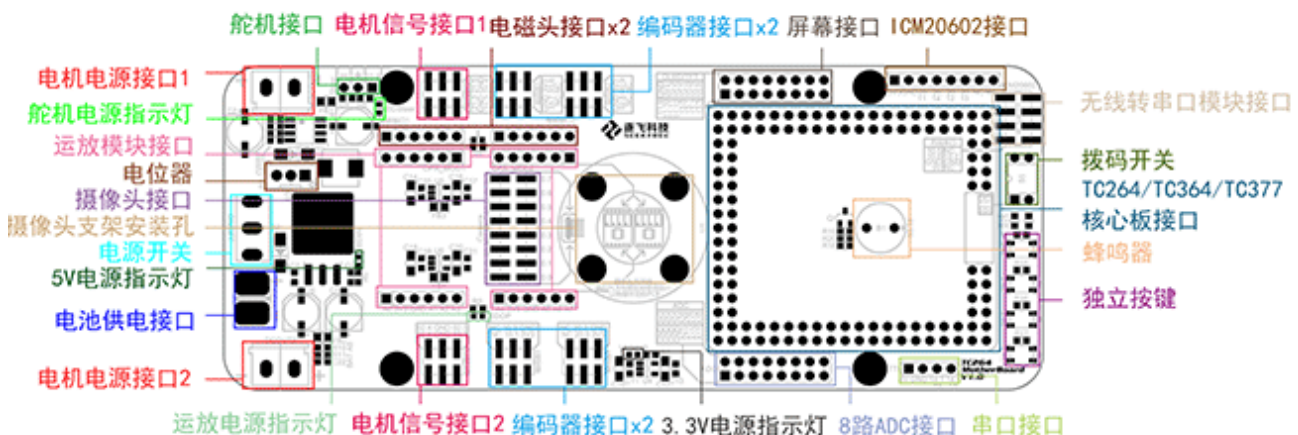 舵机接口 电机信号接口1 电磁头接口x2 编码器接口x2 屏幕接口 ICM20602接口
电机电源接口1
舵机电源指示灯
运放模块接口
电位器
摄像头接口
摄像头支架安装孔
电源开关
5V电源指示灯
电池供电接口
电机电源接口2
逐飞科技
无线转串口模块接口
拨码开关
TC264/TC364/TC377
核心板接口
蜂鸣器
独立按键
TC264
MotherBoard
V1.0
运放电源指示灯 电机信号接口2 编码器接口x2 3.3V电源指示灯 8路ADC接口 串口接口